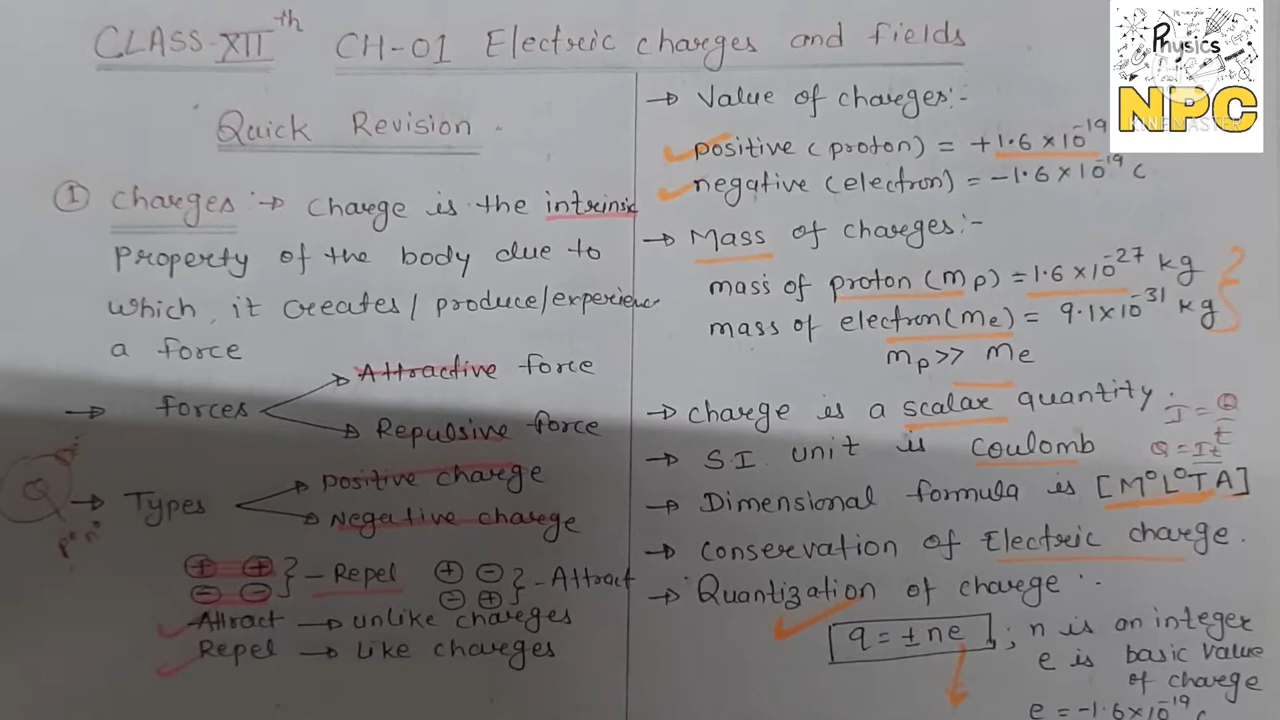 CLASS-XII th CH-01 Electric charges and fields
Quick Revision.
① Charges :→ Charge is the intrinsic
Property of the body due to
which, it creates/produce/experience
a force
→ forces
Attractive force
Repulsive force
Q
→ Types
Positive charge
Negative charge
⊕ ⊕ } - Repel ⊕ ⊖ } - Attract
⊖ ⊖ ⊖ ⊕
Attract → unlike charges
Repel → Like charges
→ Value of charges:-
positive (proton) = +1.6×10⁻¹⁹
negative (electron) = -1.6×10⁻¹⁹ C
→ Mass of charges:-
mass of proton (mp) = 1.6×10⁻²⁷ kg
mass of electron (me) = 9.1×10⁻³¹ kg
mp >> me
→ Charge is a scalar quantity.
I = Q/t
→ S.I. unit is Coulomb
Q = It
→ Dimensional formula is [M⁰L⁰TA]
→ Conservation of Electric charge.
→ Quantization of charge :-
q = ±ne ; n is an integer
e is basic value
of charge
e = -1.6×10⁻¹⁹ C
Physics
NPC
KINEMASTER